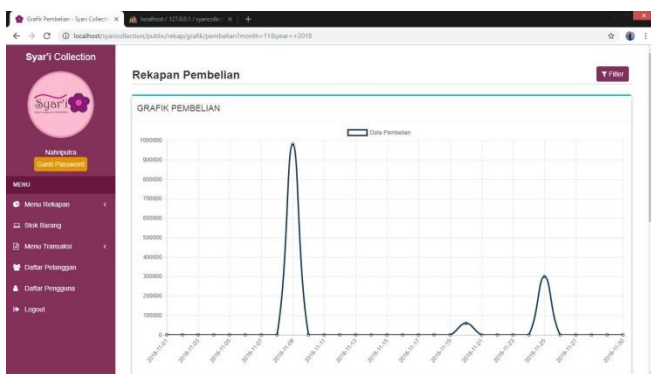 Grafik Pembelian - Syari Collecti
localhost / 127.0.0.1 / syaricolle
localhost/syaricollection/public/rekap/grafik/pembelian?month=11&year=+2018
Syar'i Collection
Syar'i
Nahriputra
Ganti Password
MENU
Menu Rekapan
Stok Barang
Menu Transaksi
Daftar Pelanggan
Daftar Pengguna
Logout
Rekapan Pembelian
Filter
GRAFIK PEMBELIAN
Data Pembelian
1000000
900000
800000
700000
600000
500000
400000
300000
200000
100000
0
2018-11-01
2018-11-03
2018-11-05
2018-11-07
2018-11-09
2018-11-11
2018-11-13
2018-11-15
2018-11-17
2018-11-19
2018-11-21
2018-11-23
2018-11-25
2018-11-27
2018-11-30